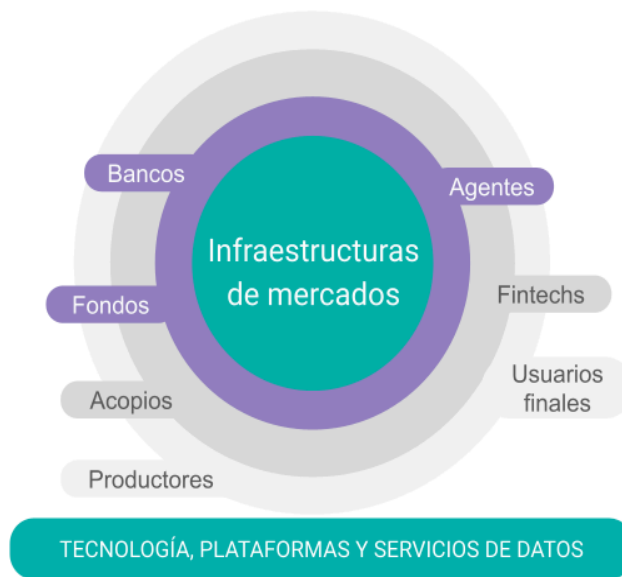 Bancos
Agentes
Infraestructuras
de mercados
Fondos
Fintechs
Usuarios
finales
Acopios
Productores
TECNOLOGÍA, PLATAFORMAS Y SERVICIOS DE DATOS